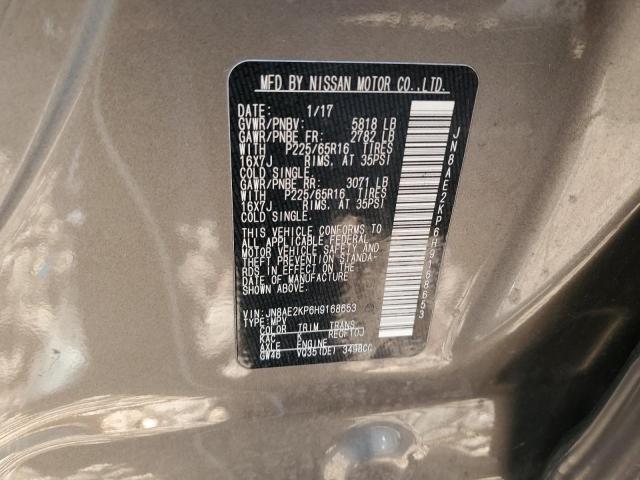 MFD BY NISSAN MOTOR CO.,LTD.
DATE: 1/17
GVWR/PNBV: 5818 LB
GAWR/PNBE FR: 2782 LB
WITH P225/65R16 TIRES
16X7J RIMS, AT 35PSI
COLD SINGLE.
GAWR/PNBE RR: 3071 LB
WITH P225/65R16 TIRES
16X7J RIMS, AT 35PSI
COLD SINGLE.
THIS VEHICLE CONFORMS TO
ALL APPLICABLE FEDERAL
MOTOR VEHICLE SAFETY AND
THEFT PREVENTION STANDA-
RDS IN EFFECT ON THE
DATE OF MANUFACTURE
SHOWN ABOVE.
VIN: JN8AE2KP6H9168653
TYPE: MPV
COLOR TRIM TRANS
KAC K RE0F10J
AXLE ENGINE
GW46 VQ35(DE) 3498CC
JN8AE2KP6H9168653